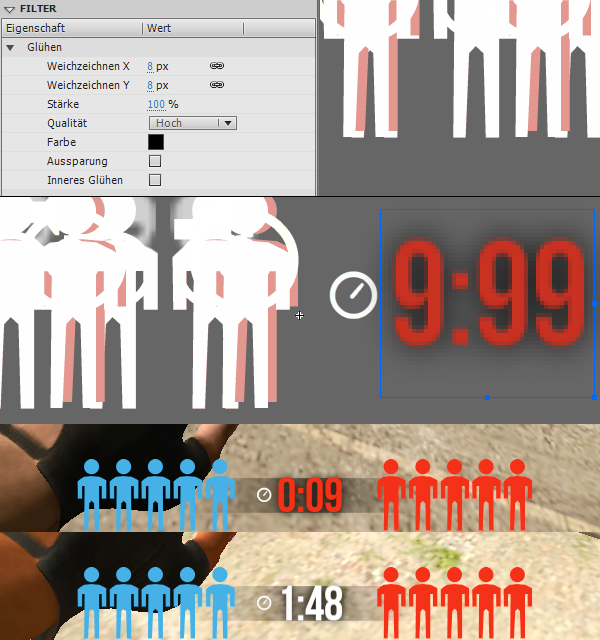 FILTER
Eigenschaft Wert
Glühen
Weichzeichnen X 8 px
Weichzeichnen Y 8 px
Stärke 100 %
Qualität Hoch
Farbe
Aussparung
Inneres Glühen
9:99
0:09
1:48